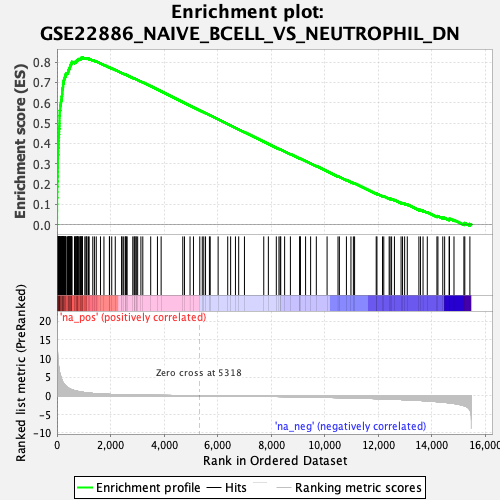 Enrichment plot:
GSE22886_NAIVE_BCELL_VS_NEUTROPHIL_DN
Enrichment score (ES)
0.8
0.7
0.6
0.5
0.4
0.3
0.2
0.1
0.0
'na_pos' (positively correlated)
Ranked list metric (PreRanked)
20
15
10
5
0
-5
-10
Zero cross at 5318
'na_neg' (negatively correlated)
0 2,000 4,000 6,000 8,000 10,000 12,000 14,000 16,000
Rank in Ordered Dataset
Enrichment profile Hits Ranking metric scores